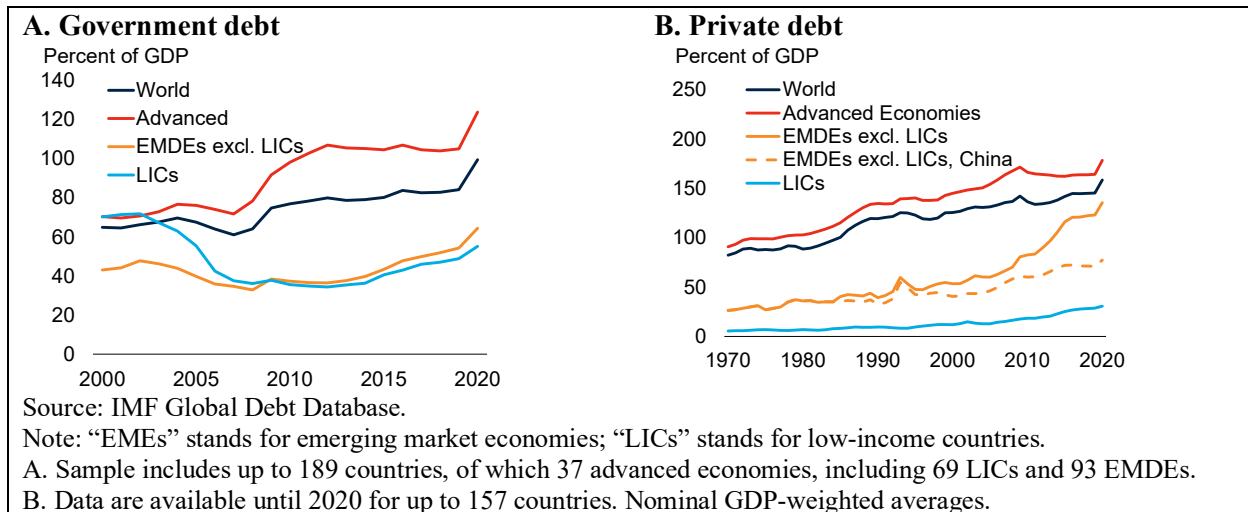 A. Government debt
Percent of GDP
140
120
100
80
60
40
20
0
World
Advanced
EMDEs excl. LICs
LICs
2000 2005 2010 2015 2020
B. Private debt
Percent of GDP
250
200
150
100
50
0
World
Advanced Economies
EMDEs excl. LICs
EMDEs excl. LICs, China
LICs
1970 1980 1990 2000 2010 2020
Source: IMF Global Debt Database.
Note: “EMEs” stands for emerging market economies; “LICs” stands for low-income countries.
A. Sample includes up to 189 countries, of which 37 advanced economies, including 69 LICs and 93 EMDEs.
B. Data are available until 2020 for up to 157 countries. Nominal GDP-weighted averages.